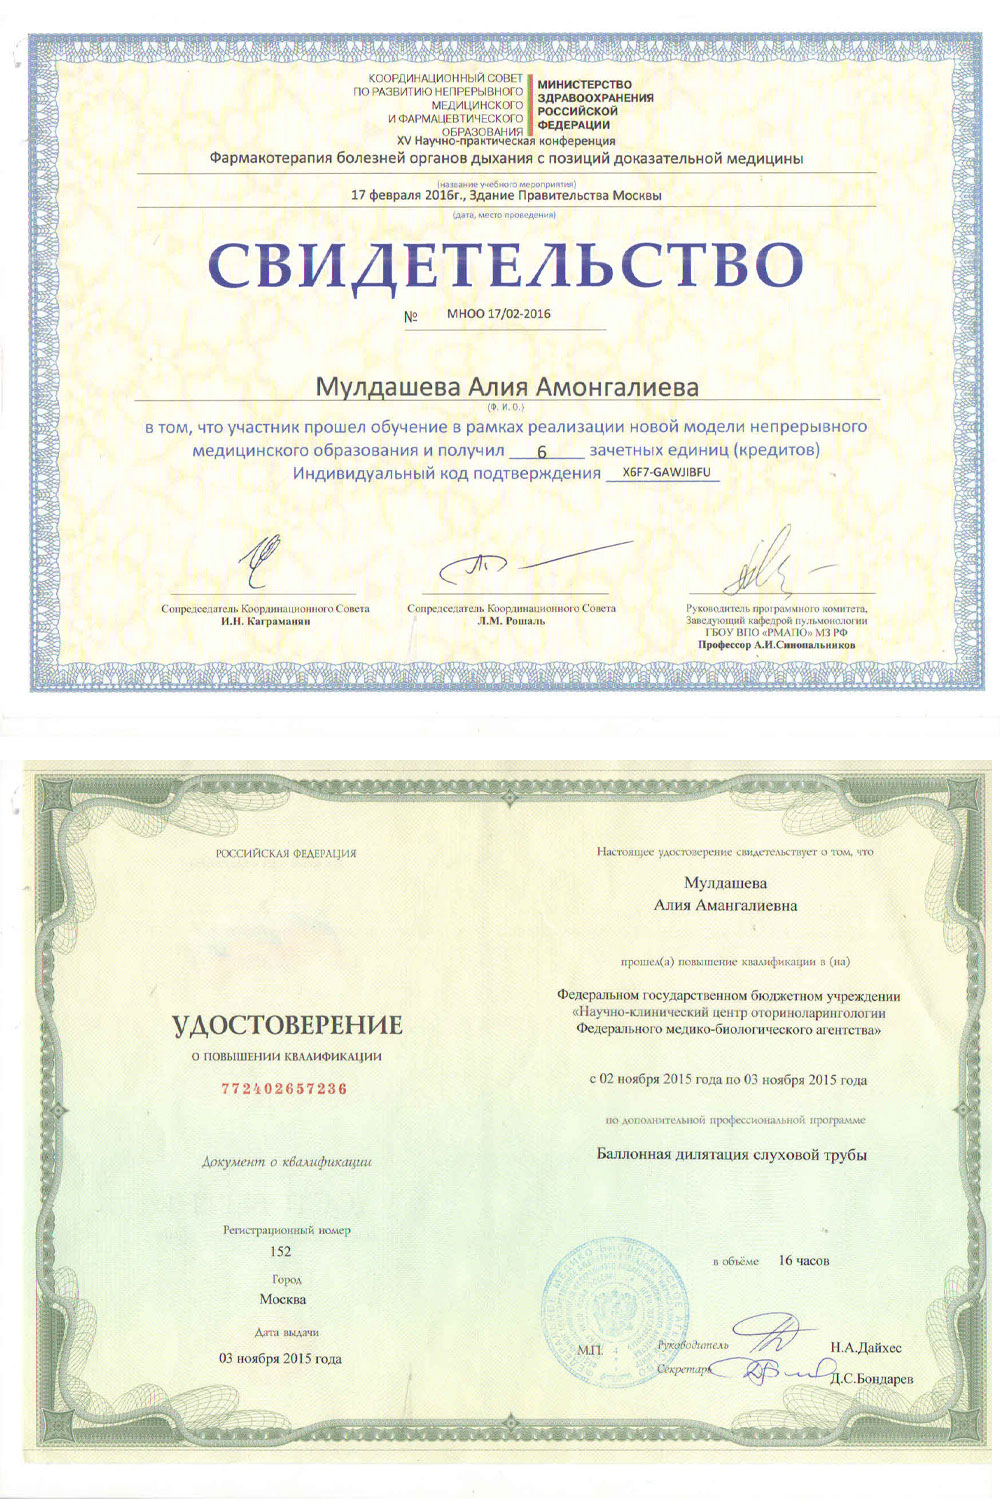 КООРДИНАЦИОННЫЙ СОВЕТ
ПО РАЗВИТИЮ НЕПРЕРЫВНОГО
МЕДИЦИНСКОГО
И ФАРМАЦЕВТИЧЕСКОГО
ОБРАЗОВАНИЯ
МИНИСТЕРСТВО
ЗДРАВООХРАНЕНИЯ
РОССИЙСКОЙ
ФЕДЕРАЦИИ
XV Научно-практическая конференция
Фармакотерапия болезней органов дыхания с позиций доказательной медицины
(название учебного мероприятия)
17 февраля 2016г., Здание Правительства Москвы
(дата, место проведения)
СВИДЕТЕЛЬСТВО
№ МНОО 17/02-2016
Мулдашева Алия Амонгалиева
(Ф. И. О.)
в том, что участник прошел обучение в рамках реализации новой модели непрерывного
медицинского образования и получил 6 зачетных единиц (кредитов)
Индивидуальный код подтверждения X6F7-GAWJIBFU
Сопредседатель Координационного Совета
И.Н. Каграманян
Сопредседатель Координационного Совета
Л.М. Рошаль
Руководитель программного комитета,
Заведующий кафедрой пульмонологии
ГБОУ ВПО «РМАПО» МЗ РФ
Профессор А.И.Синопальников
РОССИЙСКАЯ ФЕДЕРАЦИЯ
УДОСТОВЕРЕНИЕ
О ПОВЫШЕНИИ КВАЛИФИКАЦИИ
772402657236
Документ о квалификации
Регистрационный номер
152
Город
Москва
Дата выдачи
03 ноября 2015 года
Настоящее удостоверение свидетельствует о том, что
Мулдашева
Алия Амангалиевна
прошел(а) повышение квалификации в (на)
Федеральном государственном бюджетном учреждении
«Научно-клинический центр оториноларингологии
Федерального медико-биологического агентства»
с 02 ноября 2015 года по 03 ноября 2015 года
по дополнительной профессиональной программе
Баллонная дилятация слуховой трубы
в объёме 16 часов
М.П.
Руководитель Н.А.Дайхес
Секретарь Д.С.Бондарев